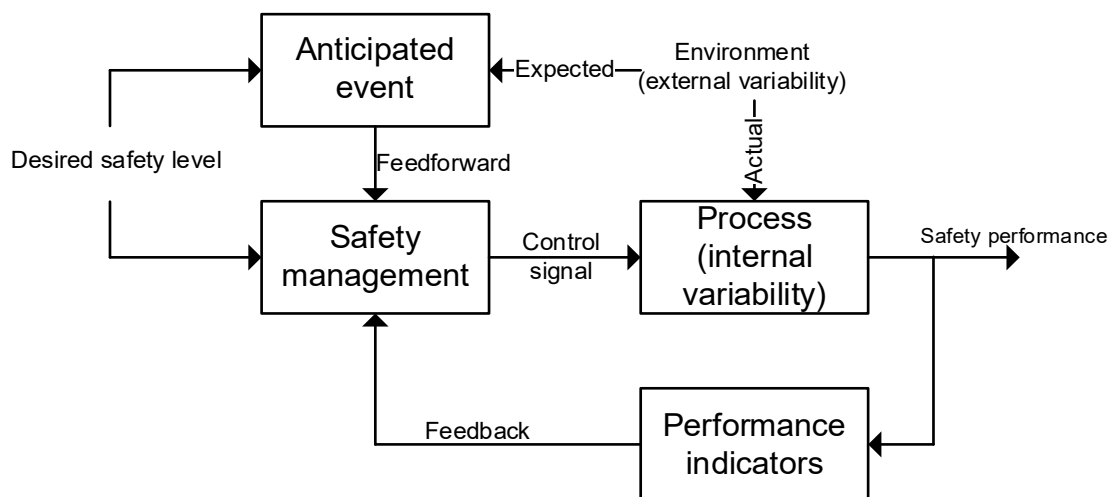 Anticipated
event
Expected
Environment
(external variability)
Desired safety level
Feedforward
Actual
Safety
management
Control
signal
Process
(internal
variability)
Safety performance
Feedback
Performance
indicators